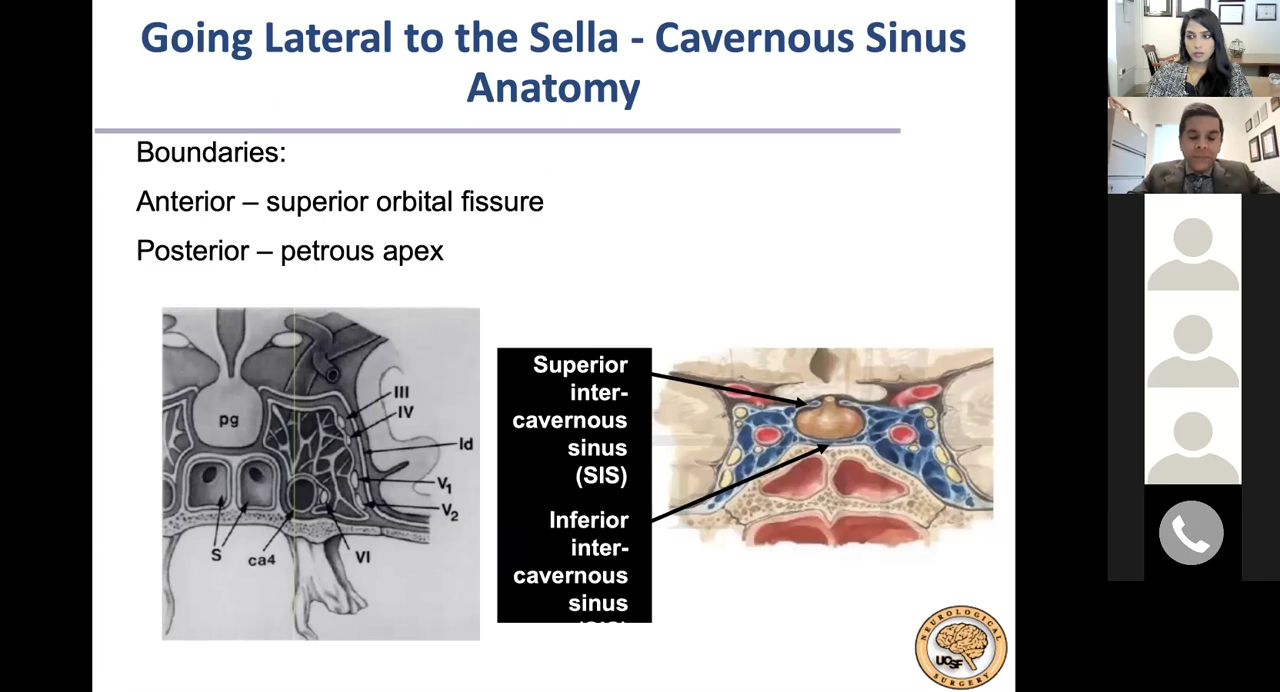 Going Lateral to the Sella - Cavernous Sinus
Anatomy
Boundaries:
Anterior – superior orbital fissure
Posterior – petrous apex
pg
III
IV
ld
V1
V2
S
ca4
VI
Superior
inter-
cavernous
sinus
(SIS)
Inferior
inter-
cavernous
sinus
NEUROLOGICAL
UCSF
SURGERY